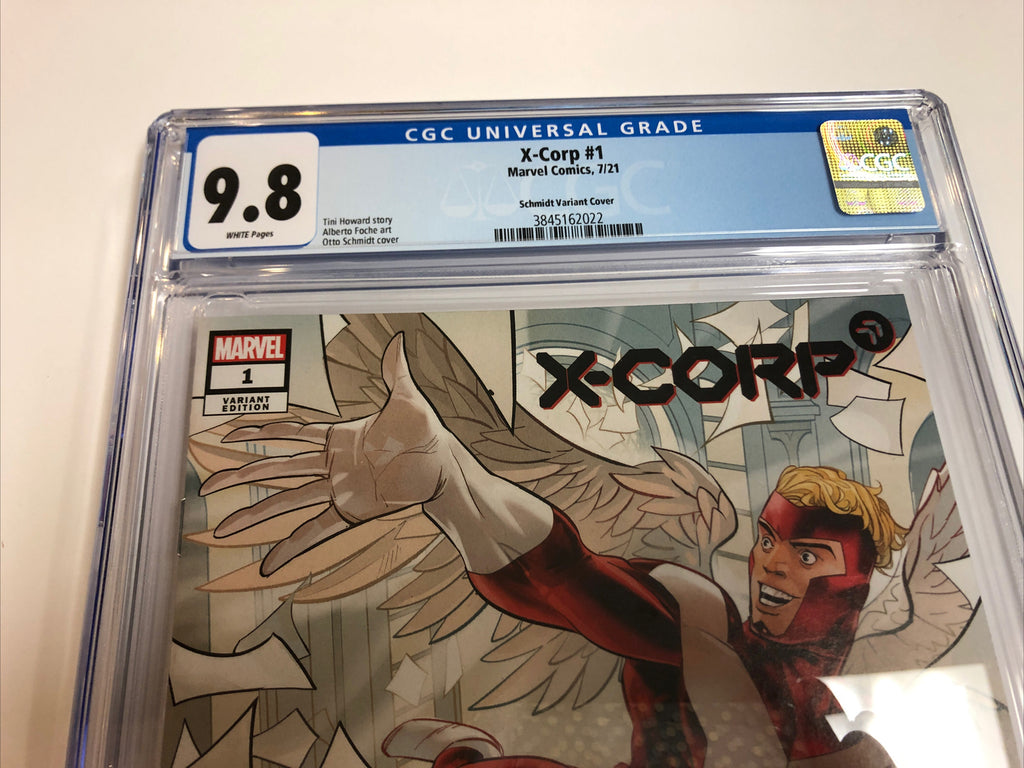 CGC UNIVERSAL GRADE
9.8
WHITE Pages
X-Corp #1
Marvel Comics, 7/21
Schmidt Variant Cover
3845162022
Tini Howard story
Alberto Foche art
Otto Schmidt cover
CGC
CGC
MARVEL
1
VARIANT
EDITION
X-CORP